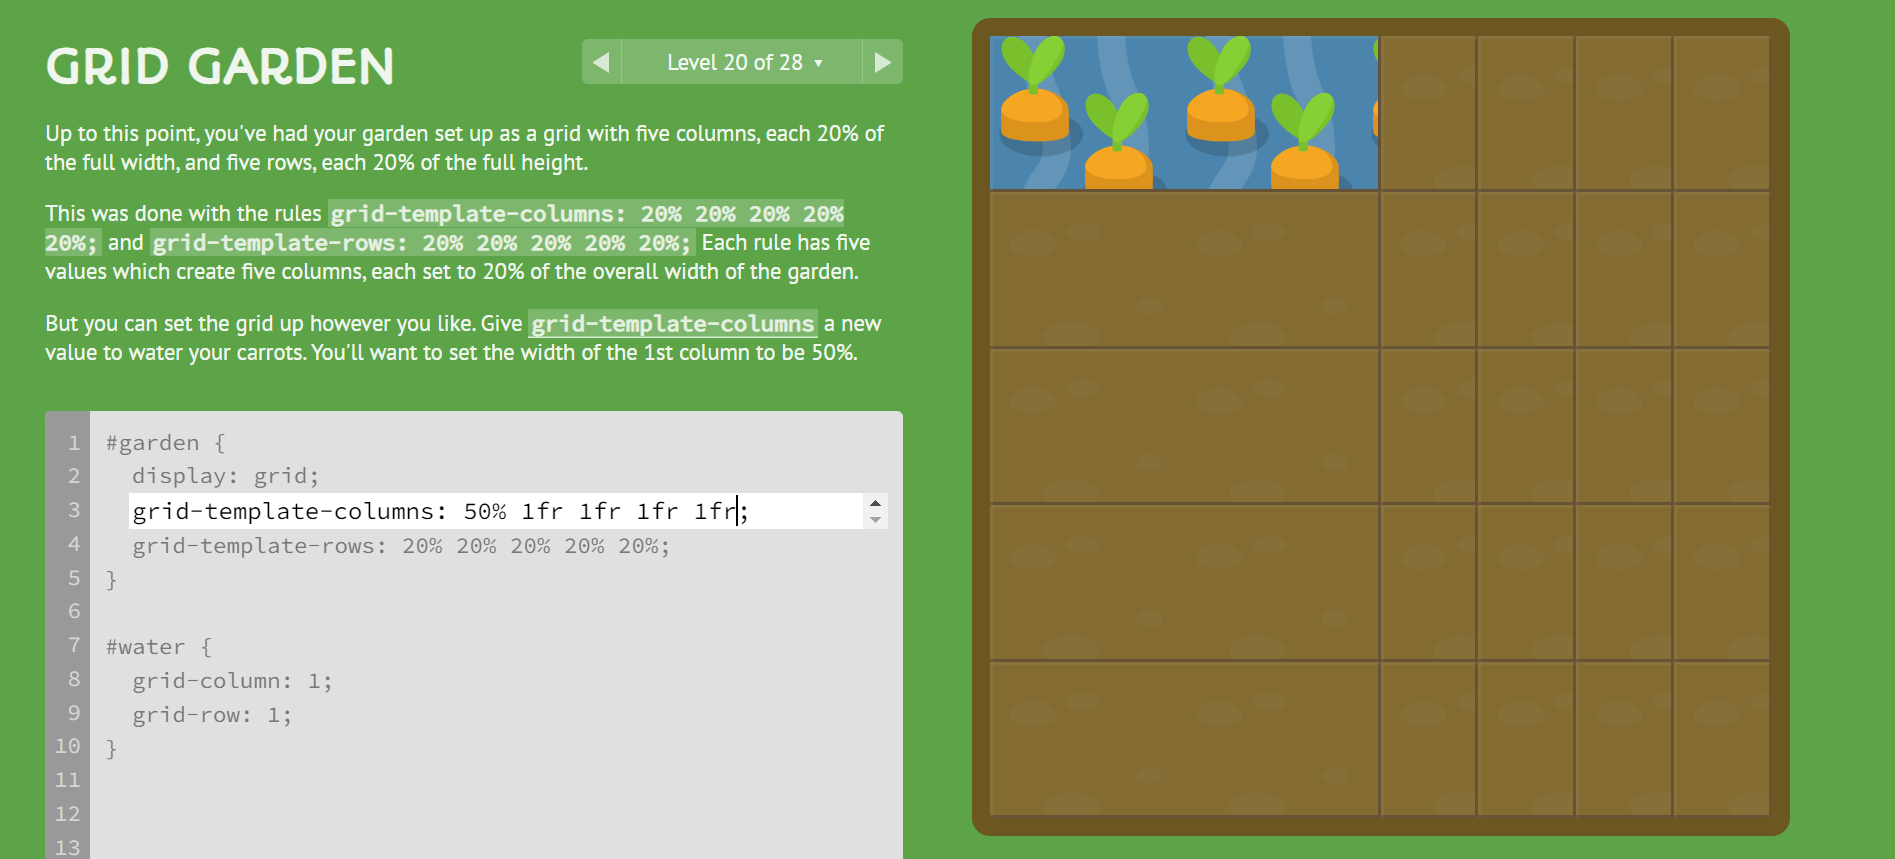 GRID GARDEN
◀ Level 20 of 28 ▾ ▶
Up to this point, you've had your garden set up as a grid with five columns, each 20% of
the full width, and five rows, each 20% of the full height.
This was done with the rules grid-template-columns: 20% 20% 20% 20%
20%; and grid-template-rows: 20% 20% 20% 20% 20%; Each rule has five
values which create five columns, each set to 20% of the overall width of the garden.
But you can set the grid up however you like. Give grid-template-columns a new
value to water your carrots. You'll want to set the width of the 1st column to be 50%.
1 #garden {
2 display: grid;
3 grid-template-columns: 50% 1fr 1fr 1fr 1fr;
4 grid-template-rows: 20% 20% 20% 20% 20%;
5 }
6
7 #water {
8 grid-column: 1;
9 grid-row: 1;
10 }
11
12
13